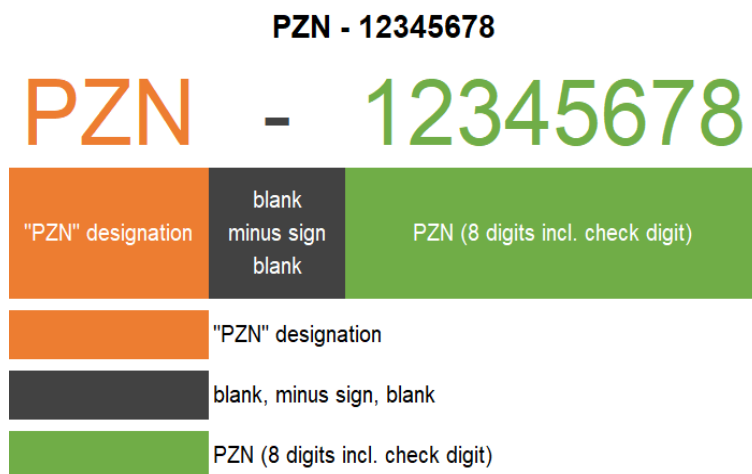 PZN - 12345678
PZN - 12345678
"PZN" designation
blank
minus sign
blank
PZN (8 digits incl. check digit)
"PZN" designation
blank, minus sign, blank
PZN (8 digits incl. check digit)